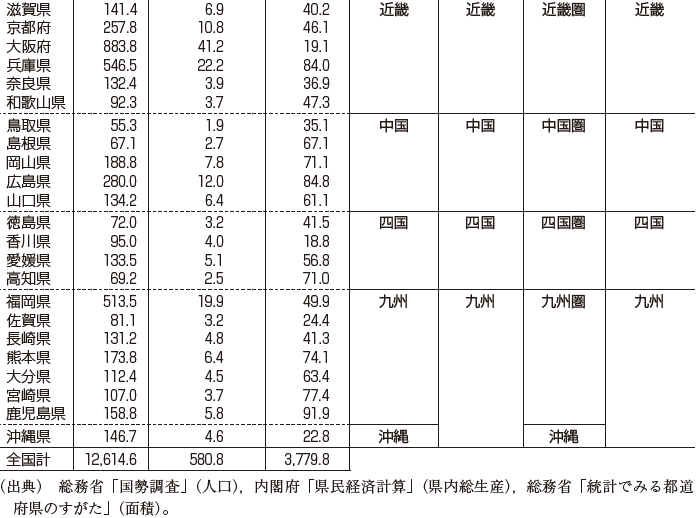 滋賀県 141.4 6.9 40.2 近畿 近畿 近畿圏 近畿
京都府 257.8 10.8 46.1
大阪府 883.8 41.2 19.1
兵庫県 546.5 22.2 84.0
奈良県 132.4 3.9 36.9
和歌山県 92.3 3.7 47.3
鳥取県 55.3 1.9 35.1 中国 中国 中国圏 中国
島根県 67.1 2.7 67.1
岡山県 188.8 7.8 71.1
広島県 280.0 12.0 84.8
山口県 134.2 6.4 61.1
徳島県 72.0 3.2 41.5 四国 四国 四国圏 四国
香川県 95.0 4.0 18.8
愛媛県 133.5 5.1 56.8
高知県 69.2 2.5 71.0
福岡県 513.5 19.9 49.9 九州 九州 九州圏 九州
佐賀県 81.1 3.2 24.4
長崎県 131.2 4.8 41.3
熊本県 173.8 6.4 74.1
大分県 112.4 4.5 63.4
宮崎県 107.0 3.7 77.4
鹿児島県 158.8 5.8 91.9
沖縄県 146.7 4.6 22.8 沖縄 沖縄
全国計 12,614.6 580.8 3,779.8
(出典) 総務省「国勢調査」(人口),内閣府「県民経済計算」(県内総生産),総務省「統計でみる都道
府県のすがた」(面積)。